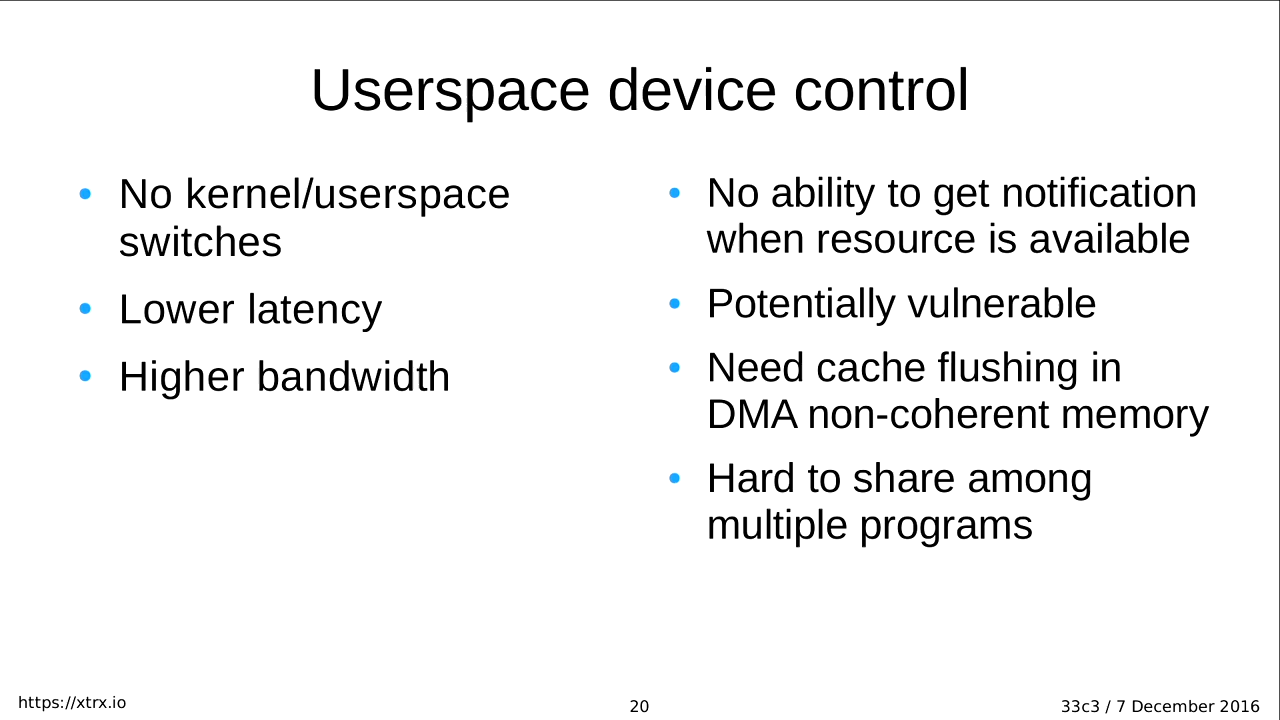 Userspace device control
• No kernel/userspace
switches
• Lower latency
• Higher bandwidth
• No ability to get notification
when resource is available
• Potentially vulnerable
• Need cache flushing in
DMA non-coherent memory
• Hard to share among
multiple programs
https://xtrx.io
20
33c3 / 7 December 2016